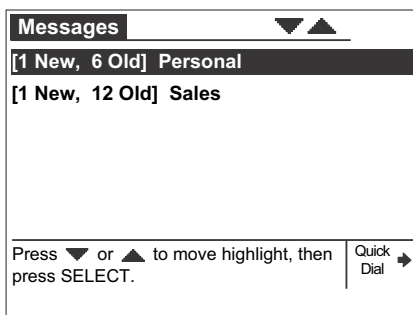 Messages
[1 New, 6 Old] Personal
[1 New, 12 Old] Sales
Press ▼ or ▲ to move highlight, then
press SELECT.
Quick
Dial